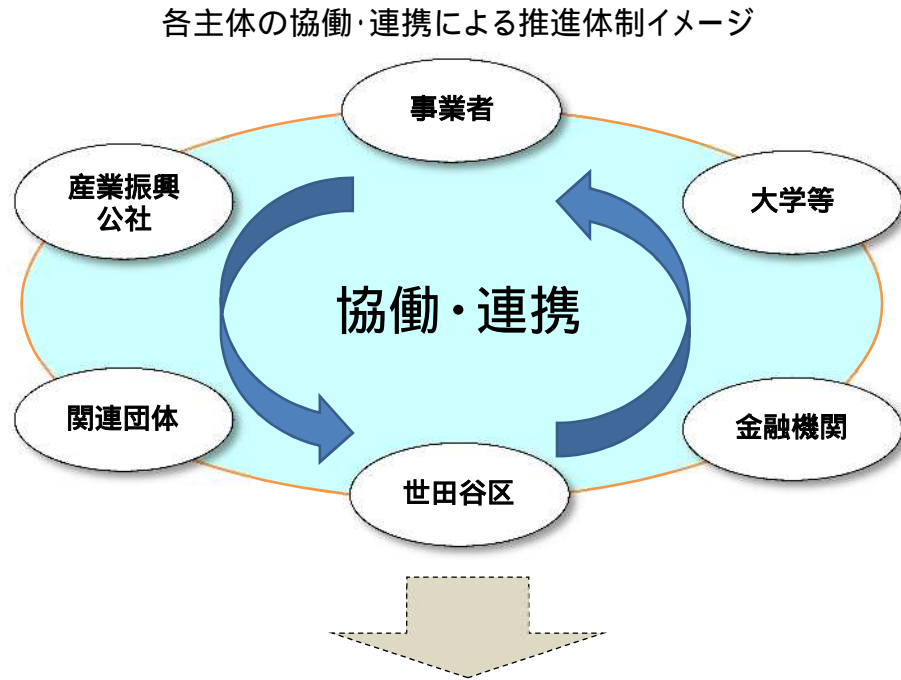 各主体の協働･連携による推進体制イメージ
事業者
産業振興
公社
大学等
協働・連携
関連団体
金融機関
世田谷区